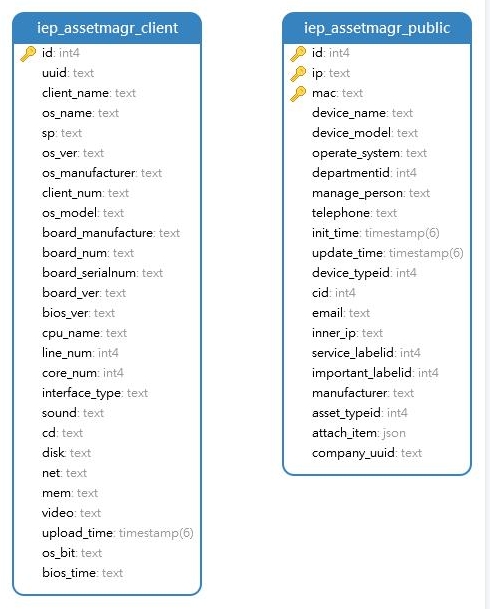 iep_assetmagr_client
id: int4
uuid: text
client_name: text
os_name: text
sp: text
os_ver: text
os_manufacturer: text
client_num: text
os_model: text
board_manufacture: text
board_num: text
board_serialnum: text
board_ver: text
bios_ver: text
cpu_name: text
line_num: int4
core_num: int4
interface_type: text
sound: text
cd: text
disk: text
net: text
mem: text
video: text
upload_time: timestamp(6)
os_bit: text
bios_time: text
iep_assetmagr_public
id: int4
ip: text
mac: text
device_name: text
device_model: text
operate_system: text
departmentid: int4
manage_person: text
telephone: text
init_time: timestamp(6)
update_time: timestamp(6)
device_typeid: int4
cid: int4
email: text
inner_ip: text
service_labelid: int4
important_labelid: int4
manufacturer: text
asset_typeid: int4
attach_item: json
company_uuid: text